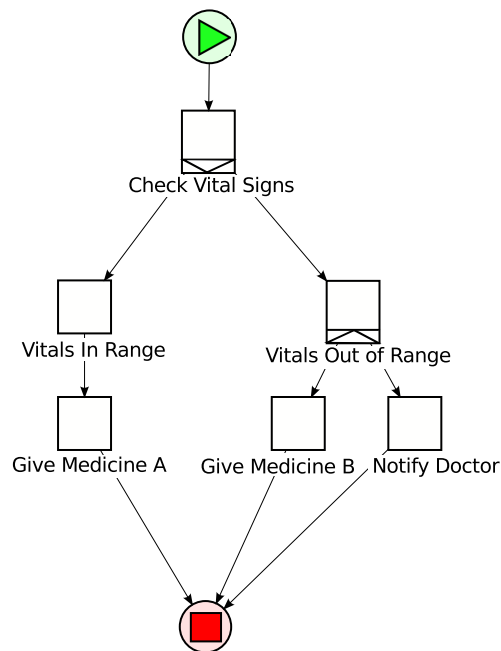 Check Vital Signs
Vitals In Range
Vitals Out of Range
Give Medicine A
Give Medicine B
Notify Doctor